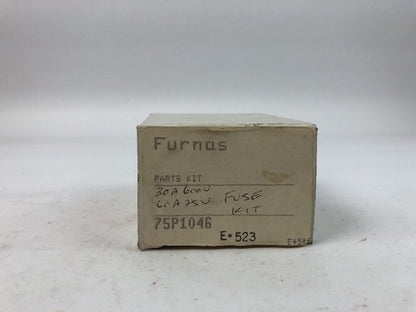 Furnas
PARTS KIT
30A 600V
60A 25V FUSE
KIT
75P1046
E•523